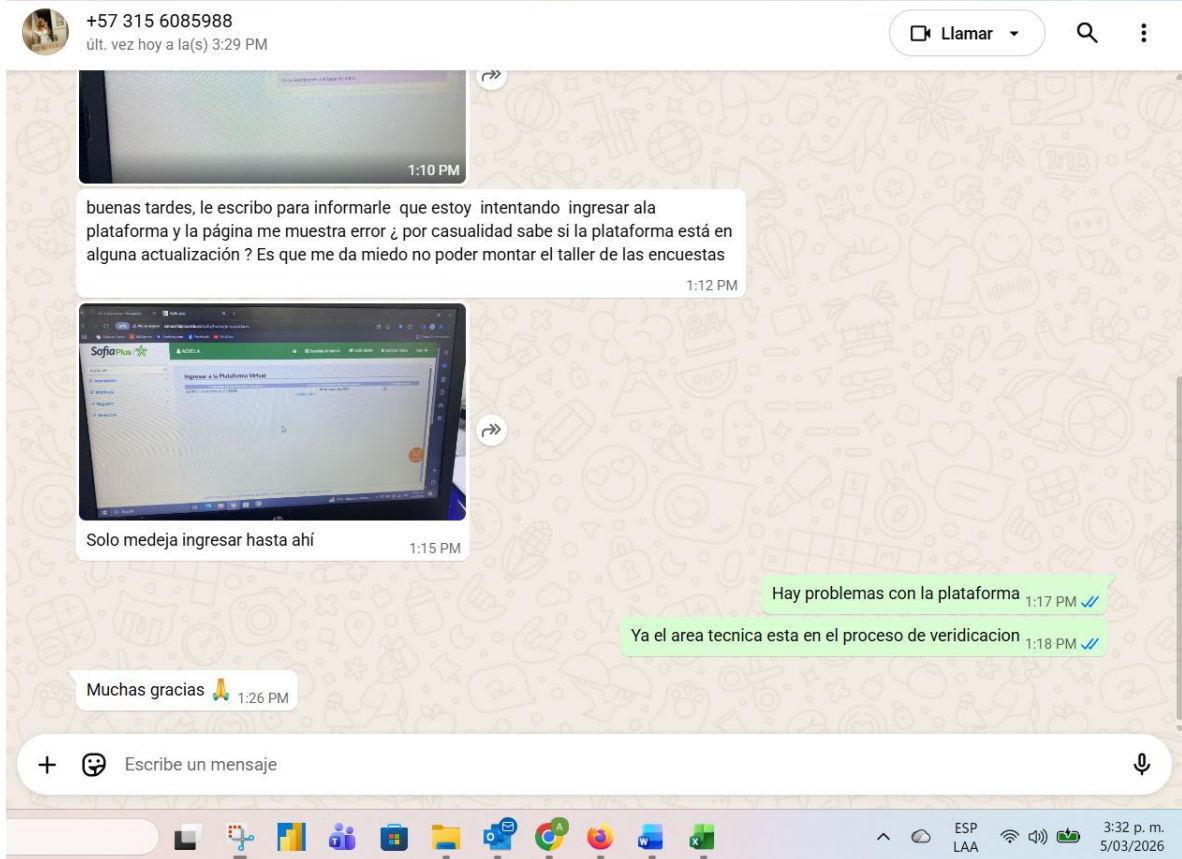 +57 315 6085988
últ. vez hoy a la(s) 3:29 PM
Llamar
1:10 PM
buenas tardes, le escribo para informarle que estoy intentando ingresar ala
plataforma y la página me muestra error ¿ por casualidad sabe si la plataforma está en
alguna actualización ? Es que me da miedo no poder montar el taller de las encuestas
1:12 PM
SofiaPlus
ADIELA
Ingresar a la Plataforma Virtual
Solo medeja ingresar hasta ahí
1:15 PM
Hay problemas con la plataforma 1:17 PM
Ya el area tecnica esta en el proceso de veridicacion 1:18 PM
Muchas gracias 🙏 1:26 PM
Escribe un mensaje
ESP
LAA
3:32 p. m.
5/03/2026